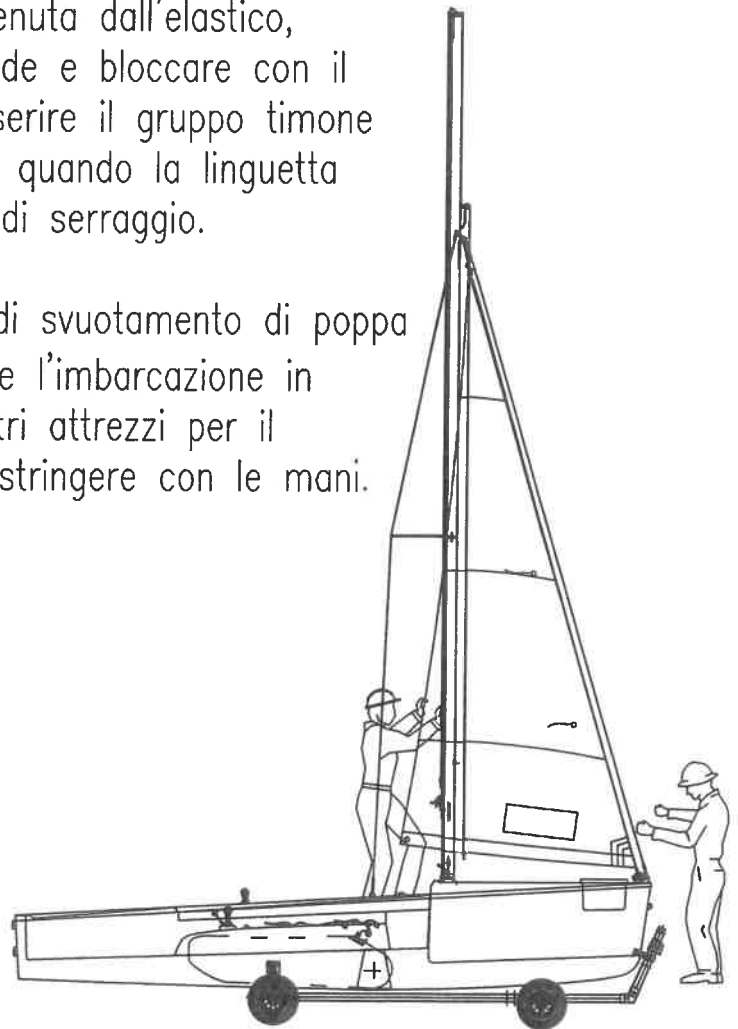 enuta dall'elastico,
de e bloccare con il
serire il gruppo timone
quando la linguetta
di serraggio.
di svuotamento di poppa
e l'imbarcazione in
tri attrezzi per il
stringere con le mani.